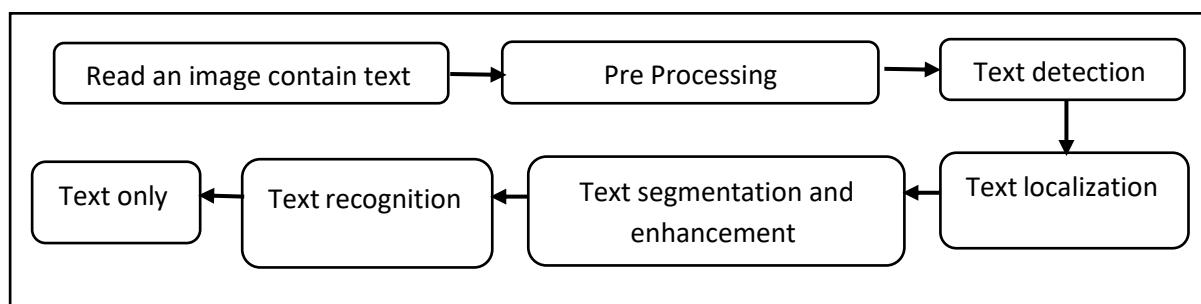 Read an image contain text
Pre Processing
Text detection
Text localization
Text segmentation and
enhancement
Text recognition
Text only